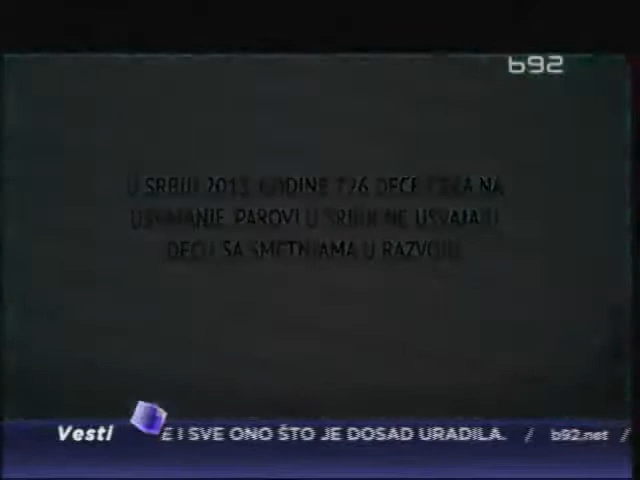 b92
U SRBIJI 2013. GODINE 726 DECE ČEKA NA
USVAJANJE. PAROVI U SRBIJI NE USVAJAJU
DECU SA SMETNJAMA U RAZVOJU
Vesti E I SVE ONO ŠTO JE DOSAD URADILA. / b92.net /